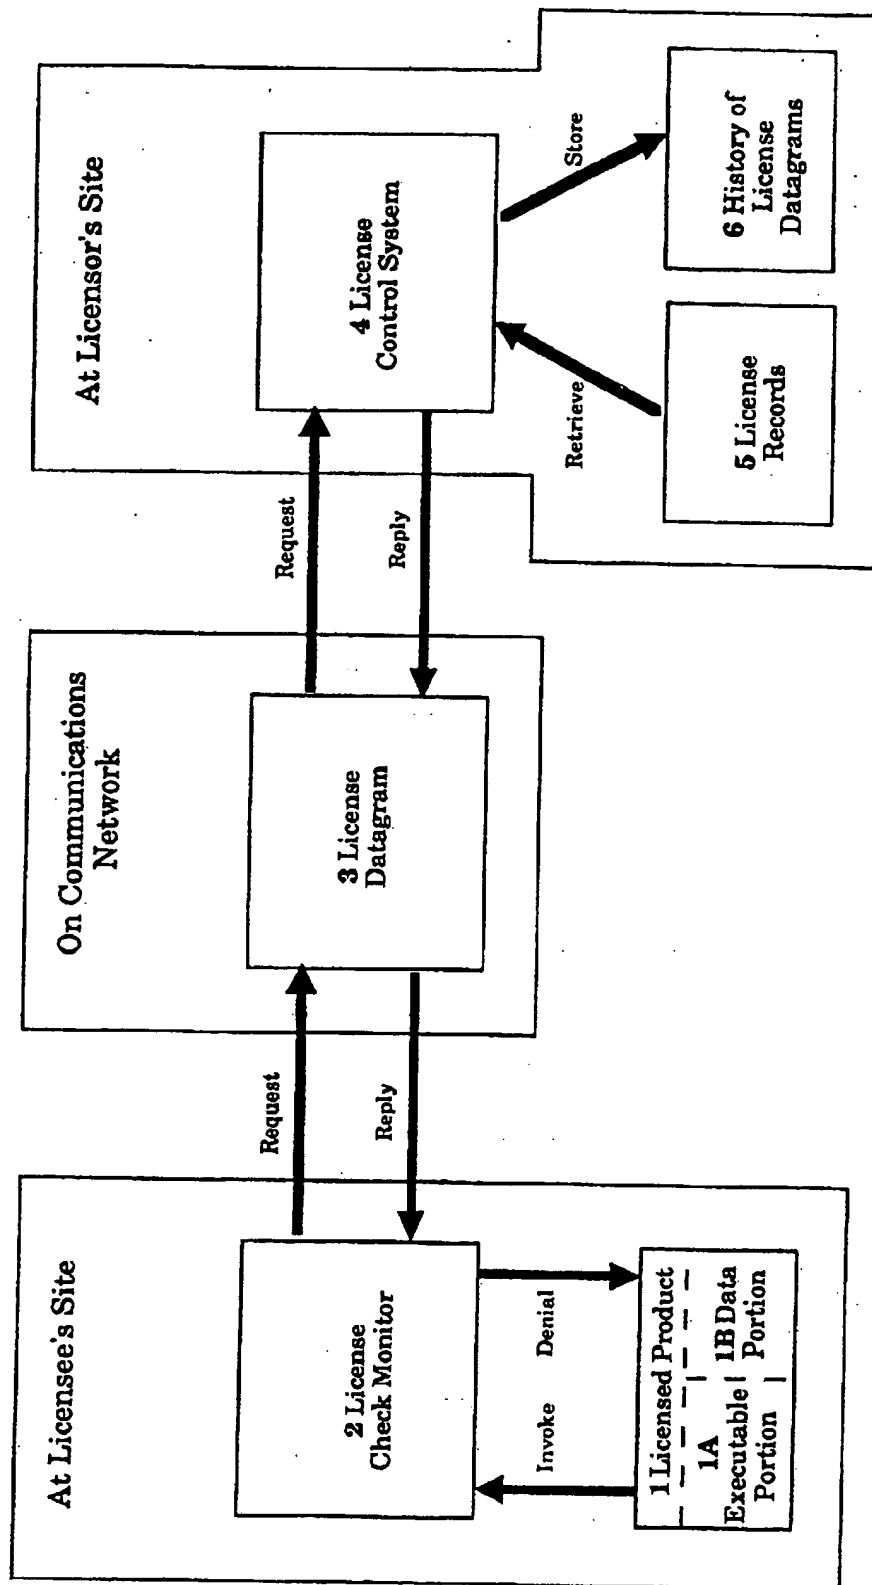 At Licensee's Site
2 License
Check Monitor
Invoke
Denial
1 Licensed Product
1A
Executable
Portion
1B Data
Portion
Request
Reply
On Communications
Network
3 License
Datagram
Request
Reply
At Licensor's Site
4 License
Control System
Retrieve
Store
5 License
Records
6 History of
License
Datagrams